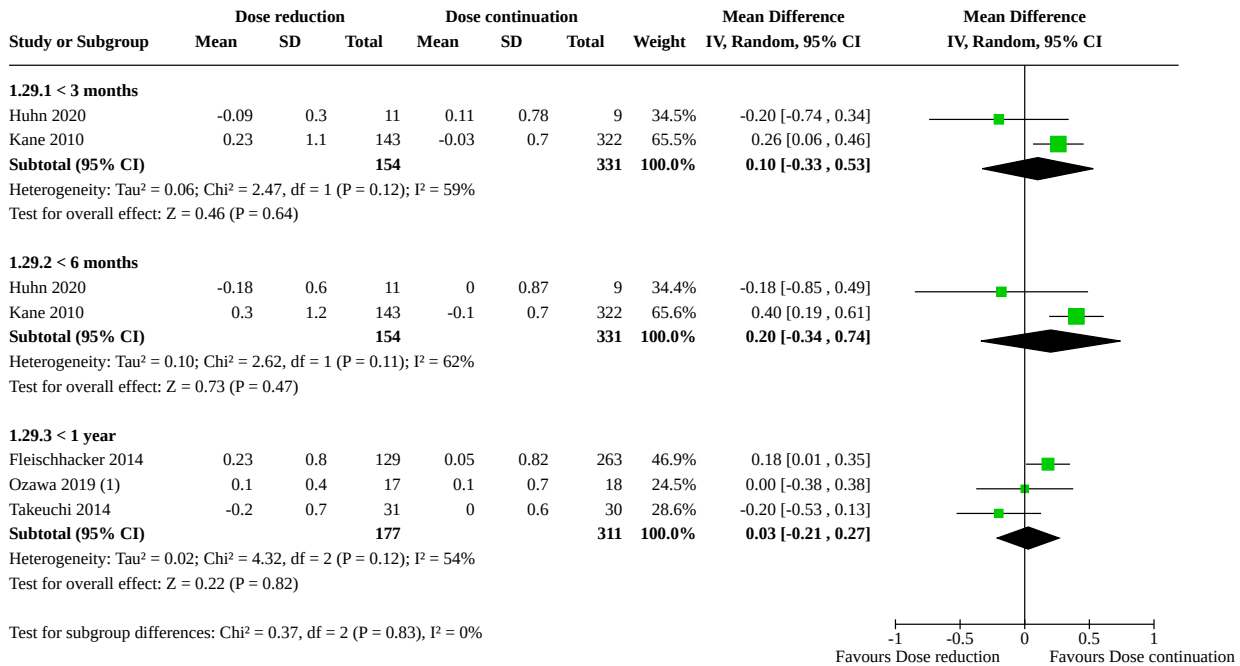 Dose reduction Dose continuation Mean Difference Mean Difference
Study or Subgroup Mean SD Total Mean SD Total Weight IV, Random, 95% CI IV, Random, 95% CI
1.29.1 < 3 months
Huhn 2020 -0.09 0.3 11 0.11 0.78 9 34.5% -0.20 [-0.74 , 0.34]
Kane 2010 0.23 1.1 143 -0.03 0.7 322 65.5% 0.26 [0.06 , 0.46]
Subtotal (95% CI) 154 331 100.0% 0.10 [-0.33 , 0.53]
Heterogeneity: Tau² = 0.06; Chi² = 2.47, df = 1 (P = 0.12); I² = 59%
Test for overall effect: Z = 0.46 (P = 0.64)
1.29.2 < 6 months
Huhn 2020 -0.18 0.6 11 0 0.87 9 34.4% -0.18 [-0.85 , 0.49]
Kane 2010 0.3 1.2 143 -0.1 0.7 322 65.6% 0.40 [0.19 , 0.61]
Subtotal (95% CI) 154 331 100.0% 0.20 [-0.34 , 0.74]
Heterogeneity: Tau² = 0.10; Chi² = 2.62, df = 1 (P = 0.11); I² = 62%
Test for overall effect: Z = 0.73 (P = 0.47)
1.29.3 < 1 year
Fleischhacker 2014 0.23 0.8 129 0.05 0.82 263 46.9% 0.18 [0.01 , 0.35]
Ozawa 2019 (1) 0.1 0.4 17 0.1 0.7 18 24.5% 0.00 [-0.38 , 0.38]
Takeuchi 2014 -0.2 0.7 31 0 0.6 30 28.6% -0.20 [-0.53 , 0.13]
Subtotal (95% CI) 177 311 100.0% 0.03 [-0.21 , 0.27]
Heterogeneity: Tau² = 0.02; Chi² = 4.32, df = 2 (P = 0.12); I² = 54%
Test for overall effect: Z = 0.22 (P = 0.82)
Test for subgroup differences: Chi² = 0.37, df = 2 (P = 0.83), I² = 0%
-1 -0.5 0 0.5 1
Favours Dose reduction Favours Dose continuation